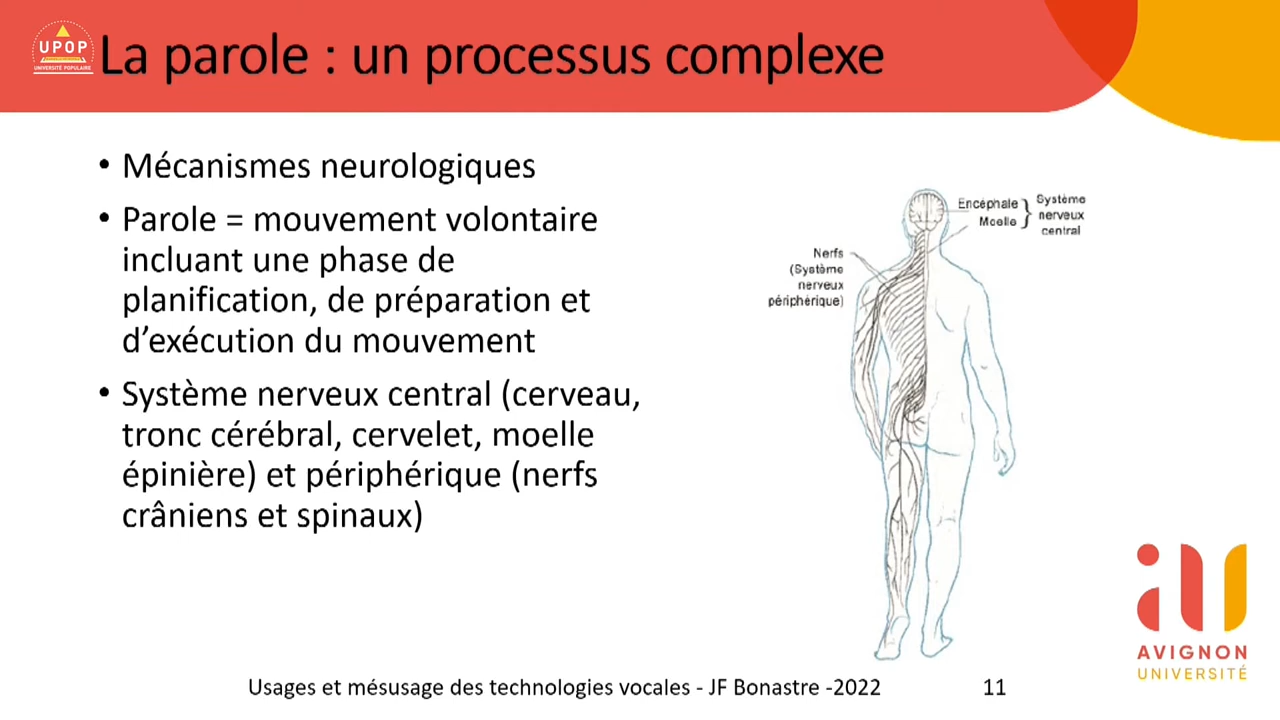 UPOP
UNIVERSITÉ POPULAIRE
La parole : un processus complexe
• Mécanismes neurologiques
• Parole = mouvement volontaire
incluant une phase de
planification, de préparation et
d’exécution du mouvement
• Système nerveux central (cerveau,
tronc cérébral, cervelet, moelle
épinière) et périphérique (nerfs
crâniens et spinaux)
Encéphale
Moelle
Système
nerveux
central
Nerfs
(Système
nerveux
périphérique)
AVIGNON
UNIVERSITÉ
Usages et mésusage des technologies vocales - JF Bonastre -2022
11